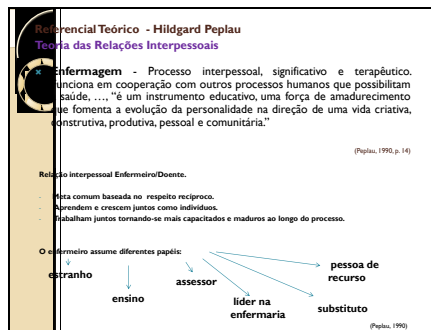 Referencial Teórico - Hildgard Peplau
Teoria das Relações Interpessoais
Enfermagem - Processo interpessoal, significativo e terapêutico.
Funciona em cooperação com outros processos humanos que possibilitam
saúde, …, “é um instrumento educativo, uma força de amadurecimento
que fomenta a evolução da personalidade na direção de uma vida criativa,
construtiva, produtiva, pessoal e comunitária.”
(Peplau, 1990, p. 14)
Relação interpessoal Enfermeiro/Doente.
- Meta comum baseada no respeito recíproco.
- Aprendem e crescem juntos como indivíduos.
- Trabalham juntos tornando-se mais capacitados e maduros ao longo do processo.
O enfermeiro assume diferentes papéis:
estranho
ensino
assessor
líder na
enfermaria
substituto
pessoa de
recurso
(Peplau, 1990)